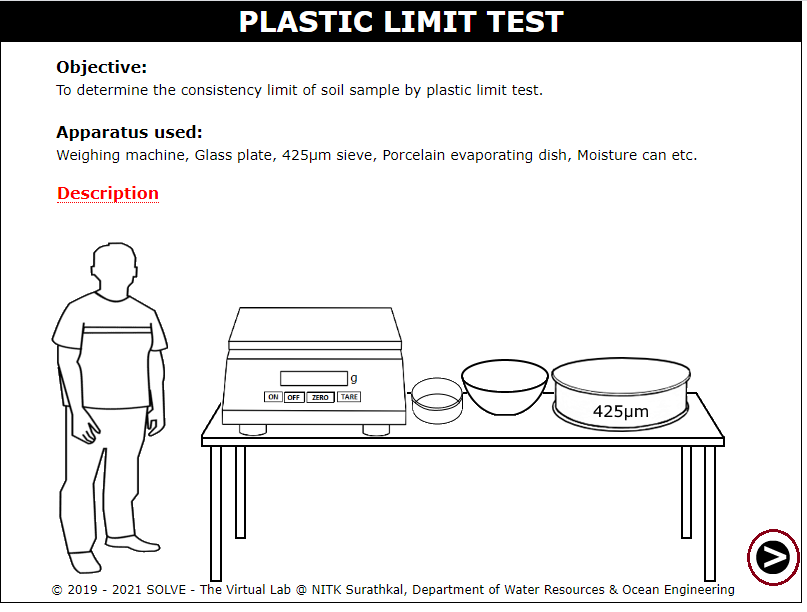 PLASTIC LIMIT TEST
Objective:
To determine the consistency limit of soil sample by plastic limit test.
Apparatus used:
Weighing machine, Glass plate, 425µm sieve, Porcelain evaporating dish, Moisture can etc.
Description
g
ON OFF ZERO TARE
425µm
© 2019 - 2021 SOLVE - The Virtual Lab @ NITK Surathkal, Department of Water Resources & Ocean Engineering